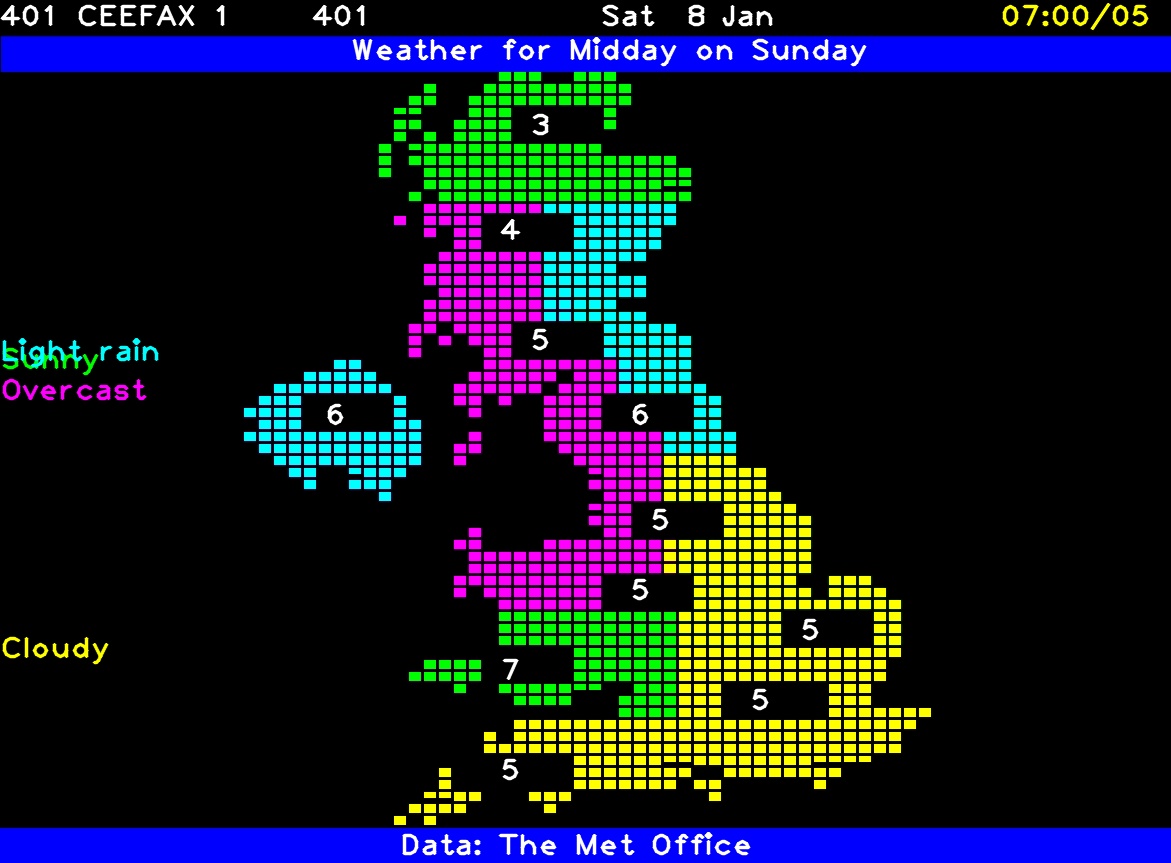 401 CEEFAX 1 401 Sat 8 Jan 07:00/05
Weather for Midday on Sunday
3
4
5
Light rain
Sunny
Overcast
6 6
5
5
5
Cloudy
7
5
5
Data: The Met Office